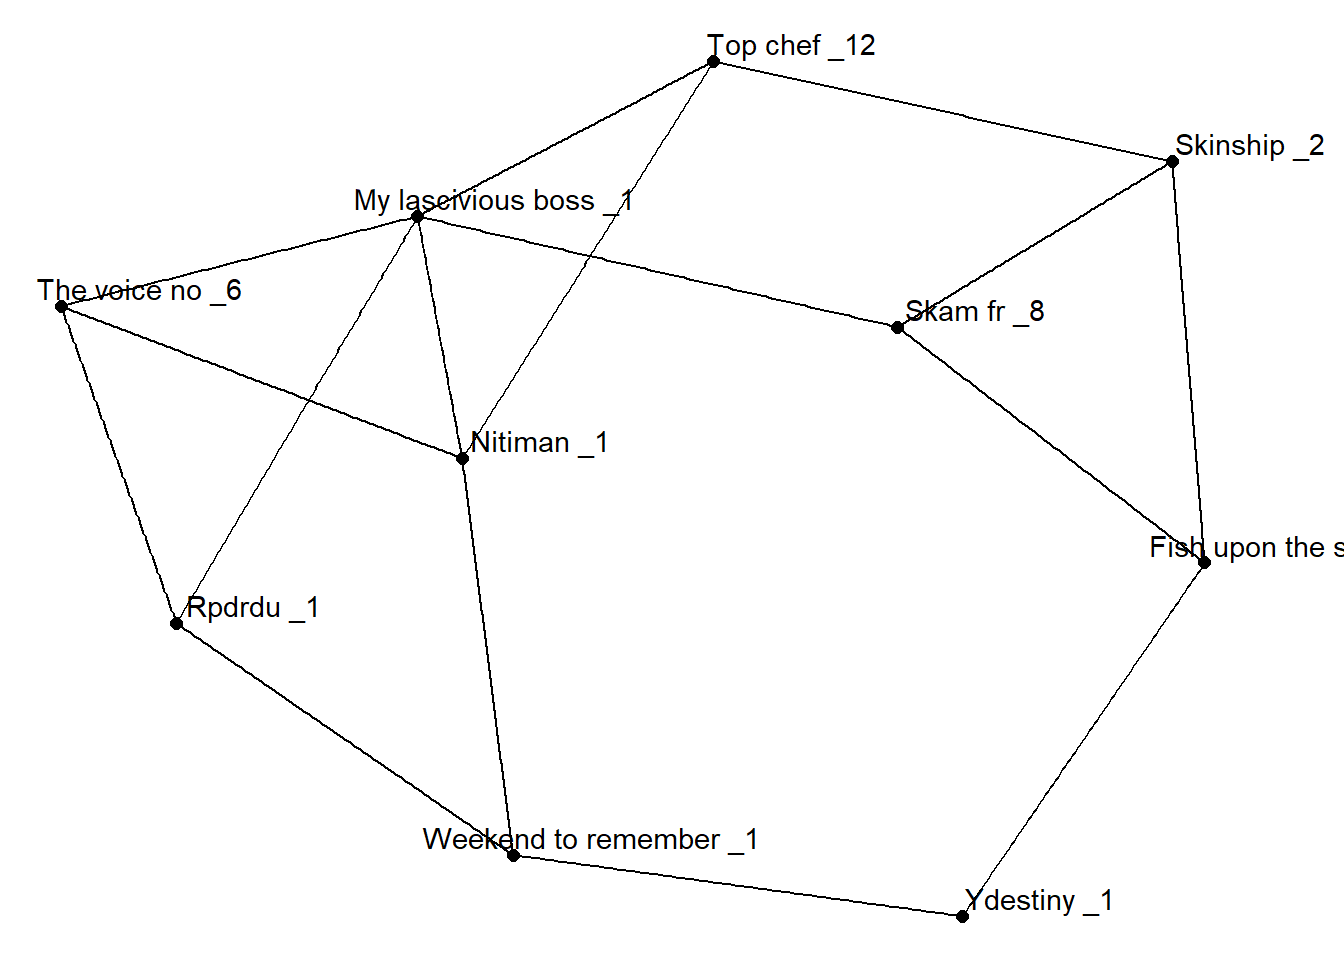 Top chef _12
Skinship _2
My lascivious boss _1
The voice no _6
Skam fr _8
Nitiman _1
Fish upon the s
Rpdrdu _1
Weekend to remember _1
Ydestiny _1